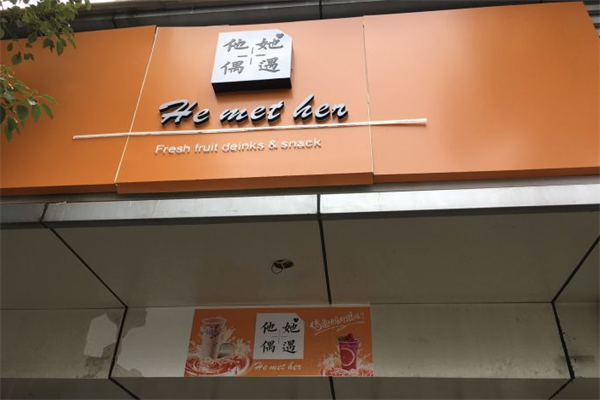 他她
偶遇
He met her
Fresh fruit deinks & snack
他她
偶遇
He met her